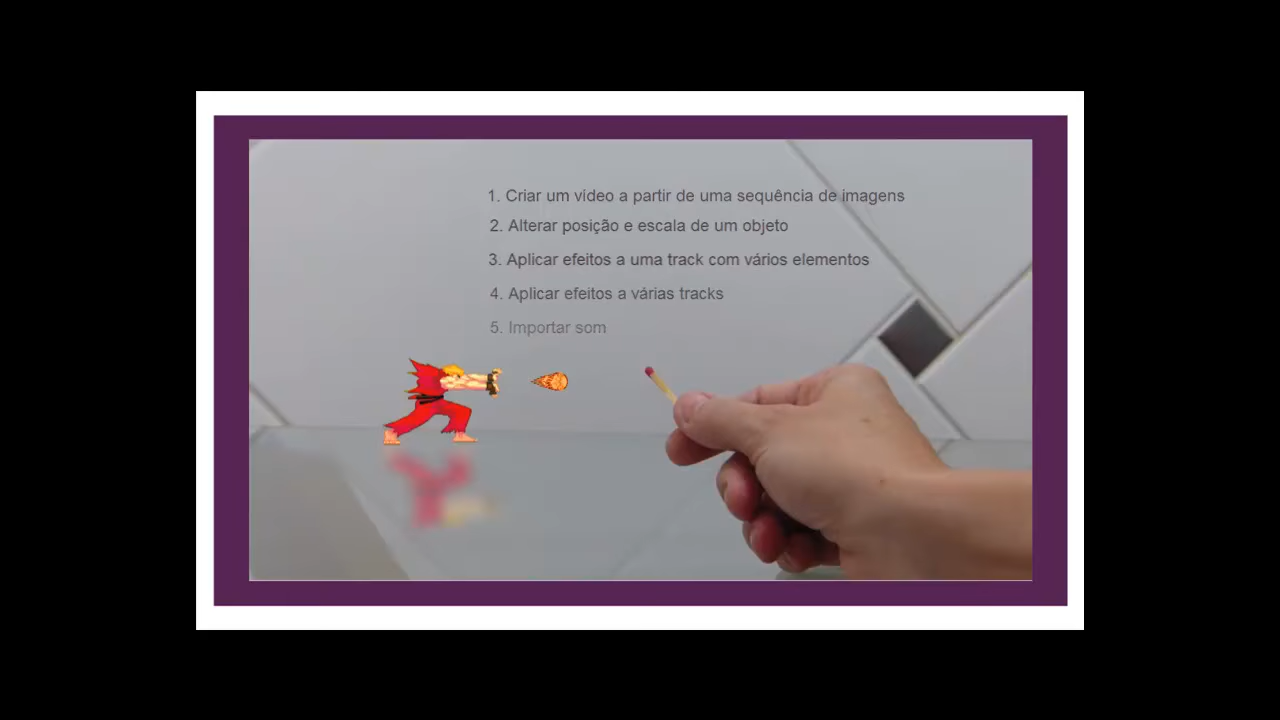 1. Criar um vídeo a partir de uma sequência de imagens
2. Alterar posição e escala de um objeto
3. Aplicar efeitos a uma track com vários elementos
4. Aplicar efeitos a várias tracks
5. Importar som